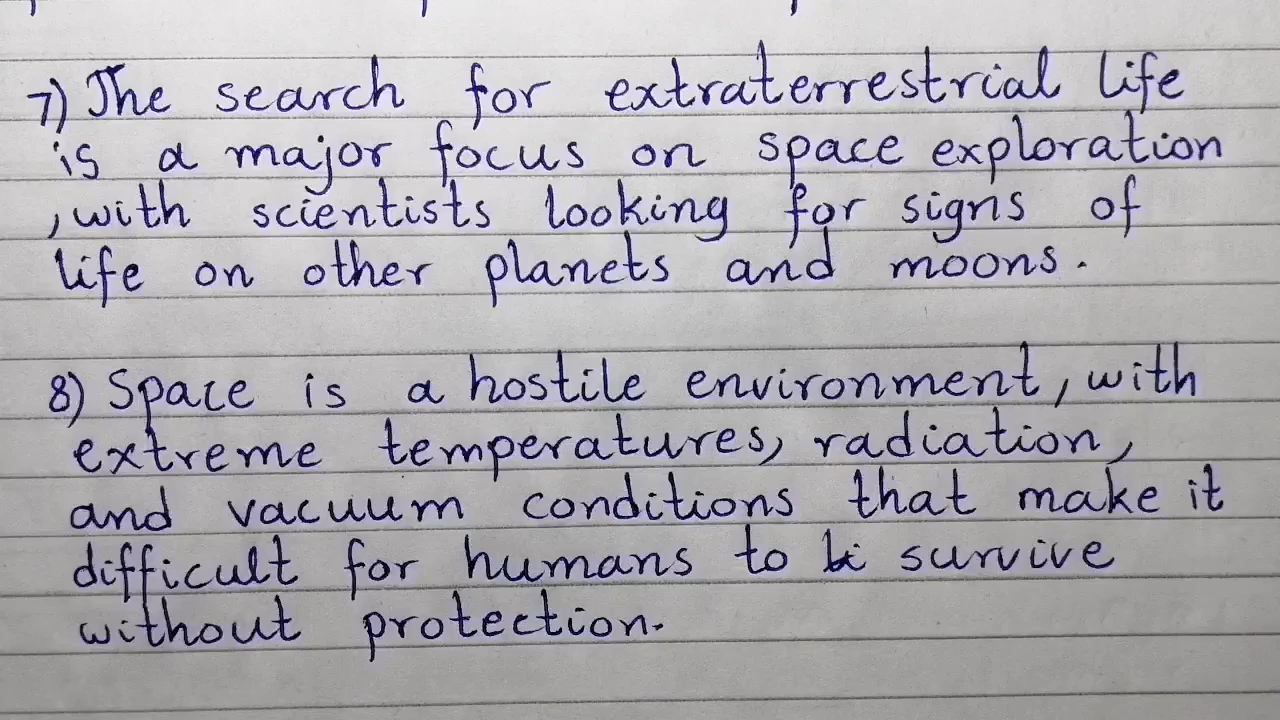 7) The search for extraterrestrial life
is a major focus on space exploration
,with scientists looking for signs of
life on other planets and moons.
8) Space is a hostile environment, with
extreme temperatures, radiation,
and vacuum conditions that make it
difficult for humans to survive
without protection.